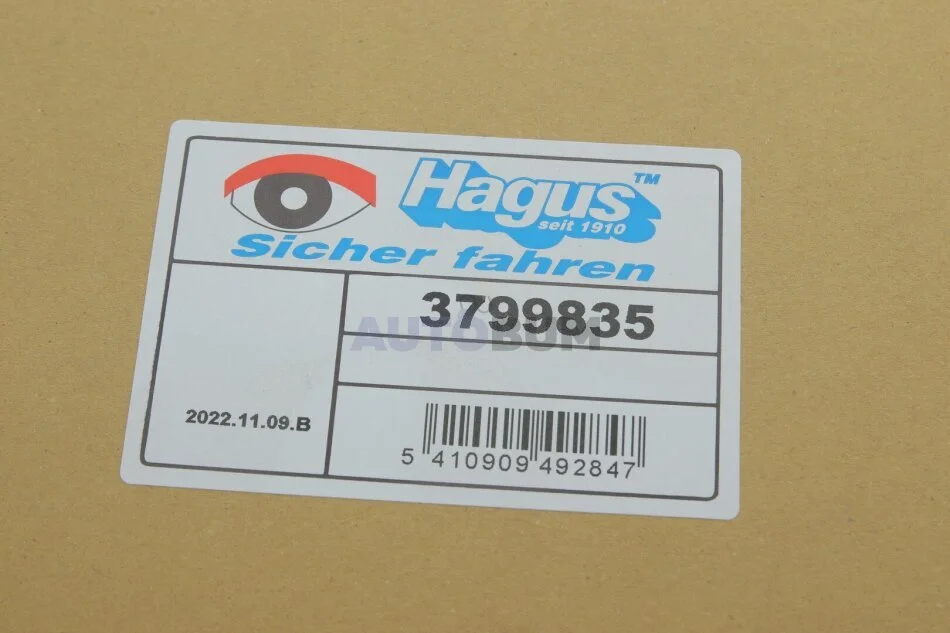 Hagus™
seit 1910
Sicher fahren
3799835
AUTOBUM
2022.11.09.B
5 410909 492847